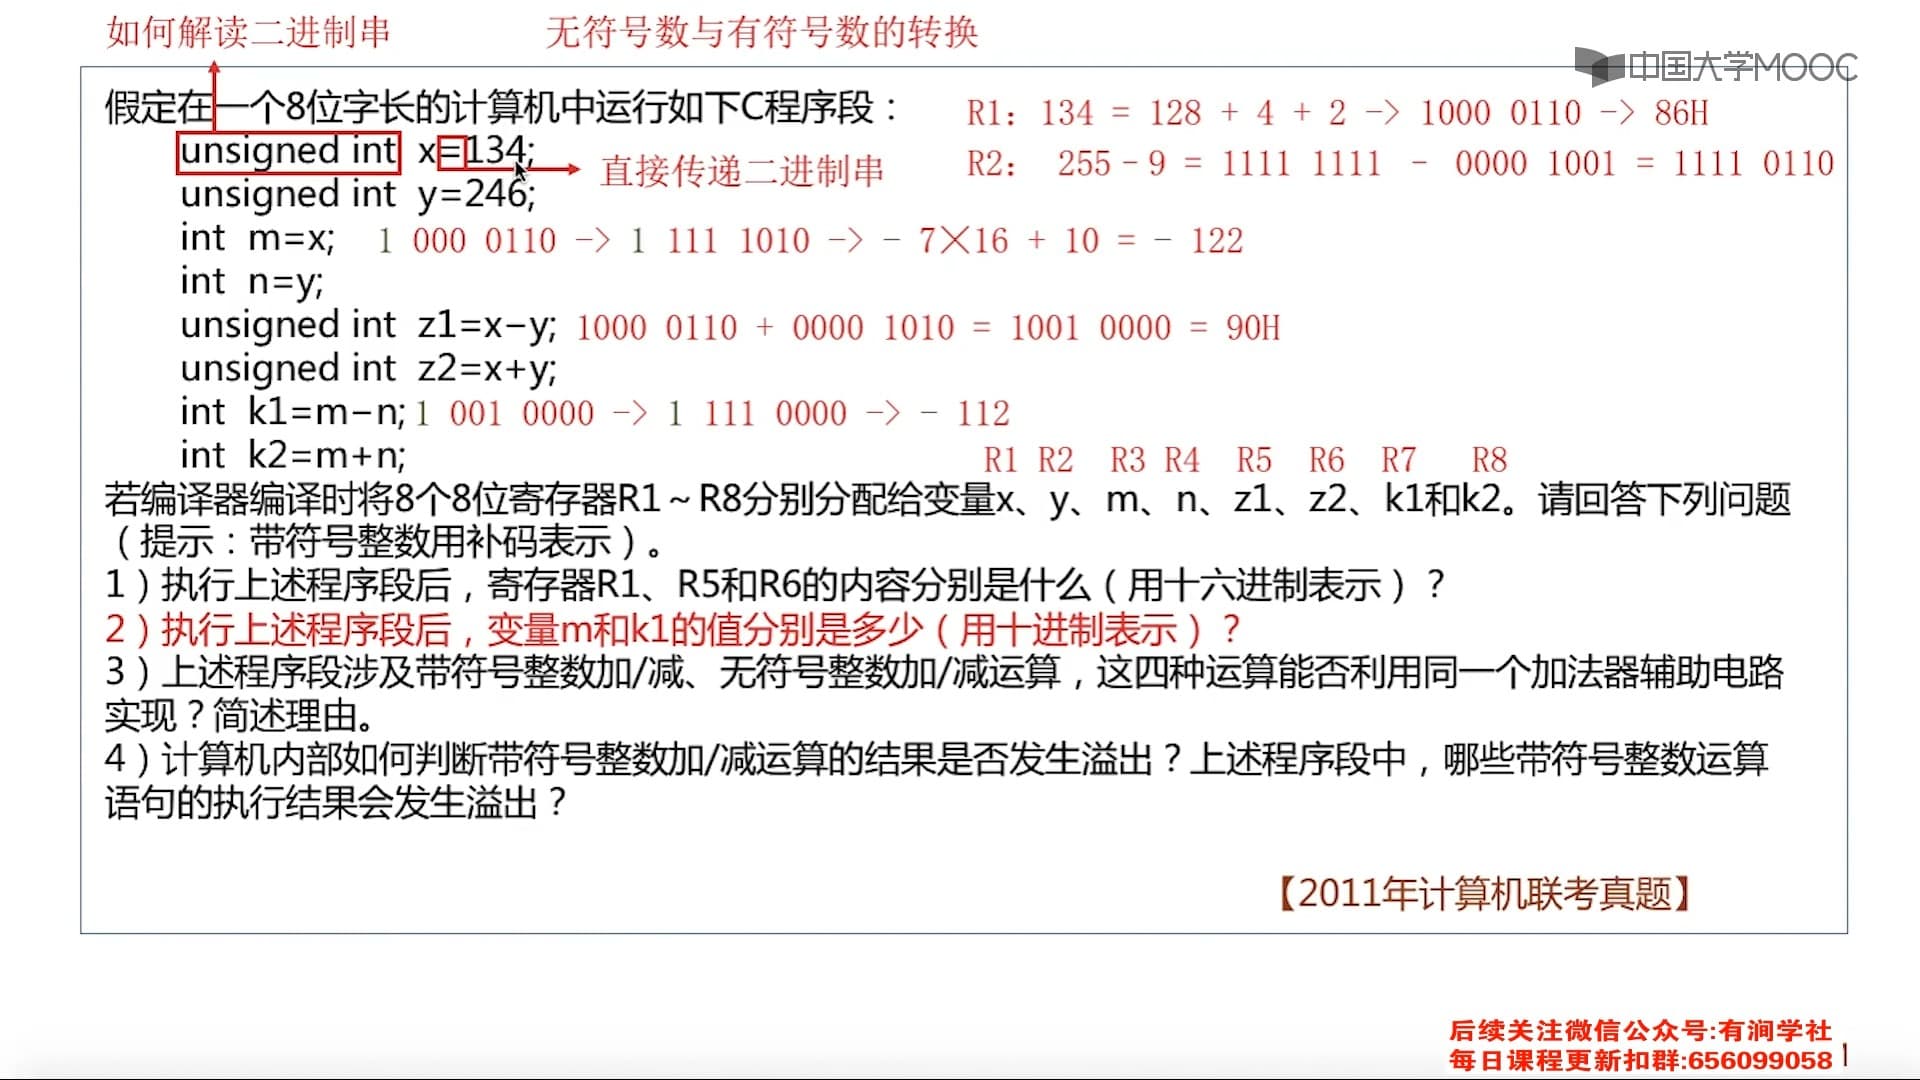 如何解读二进制串 无符号数与有符号数的转换
中国大学MOOC
假定在一个8位字长的计算机中运行如下C程序段： R1: 134 = 128 + 4 + 2 -> 1000 0110 -> 86H
unsigned int x=134; 直接传递二进制串 R2: 255-9 = 1111 1111 - 0000 1001 = 1111 0110
unsigned int y=246;
int m=x; 1 000 0110 -> 1 111 1010 -> - 7×16 + 10 = - 122
int n=y;
unsigned int z1=x-y; 1000 0110 + 0000 1010 = 1001 0000 = 90H
unsigned int z2=x+y;
int k1=m-n; 1 001 0000 -> 1 111 0000 -> - 112
int k2=m+n; R1 R2 R3 R4 R5 R6 R7 R8
若编译器编译时将8个8位寄存器R1～R8分别分配给变量x、y、m、n、z1、z2、k1和k2。请回答下列问题
（提示：带符号整数用补码表示）。
1）执行上述程序段后，寄存器R1、R5和R6的内容分别是什么（用十六进制表示）？
2）执行上述程序段后，变量m和k1的值分别是多少（用十进制表示）？
3）上述程序段涉及带符号整数加/减、无符号整数加/减运算，这四种运算能否利用同一个加法器辅助电路
实现？简述理由。
4）计算机内部如何判断带符号整数加/减运算的结果是否发生溢出？上述程序段中，哪些带符号整数运算
语句的执行结果会发生溢出？
【2011年计算机联考真题】
后续关注微信公众号:有涧学社
每日课程更新扣群:656099058 1